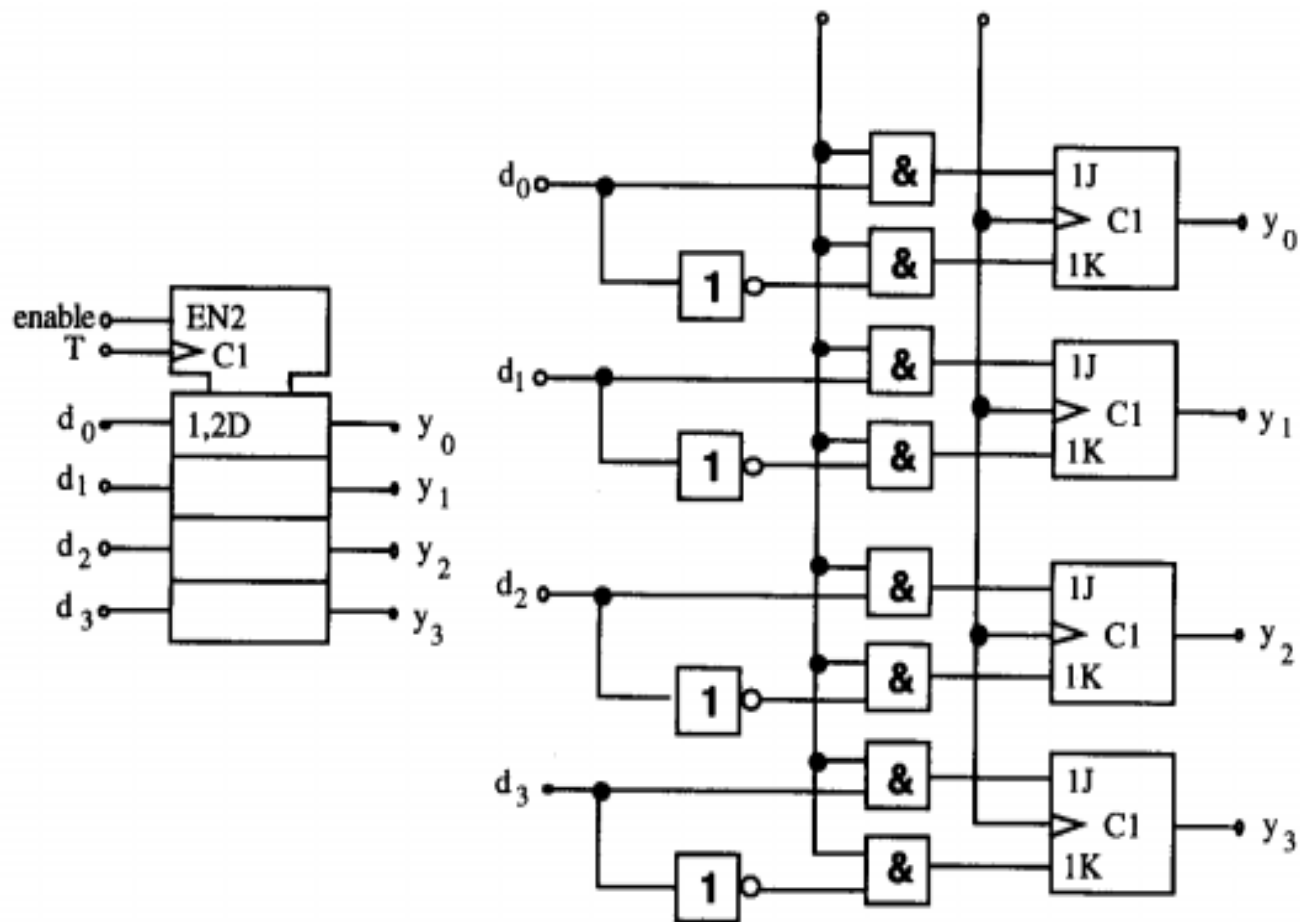 enable EN2
T C1
d0 1,2D y0
d1 y1
d2 y2
d3 y3
d0 & 1J
C1 y0
1 & 1K
d1 & 1J
C1 y1
1 & 1K
d2 & 1J
C1 y2
1 & 1K
d3 & 1J
C1 y3
1 & 1K